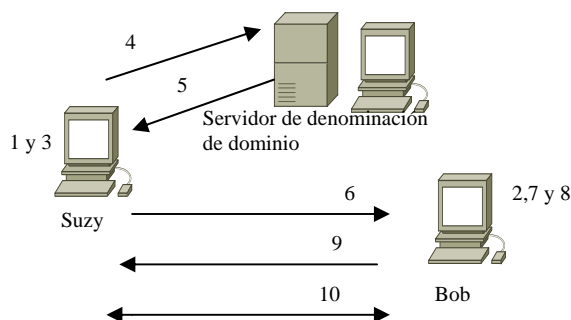 4
5
Servidor de denominación
de dominio
1 y 3
Suzy
6
2,7 y 8
9
10
Bob